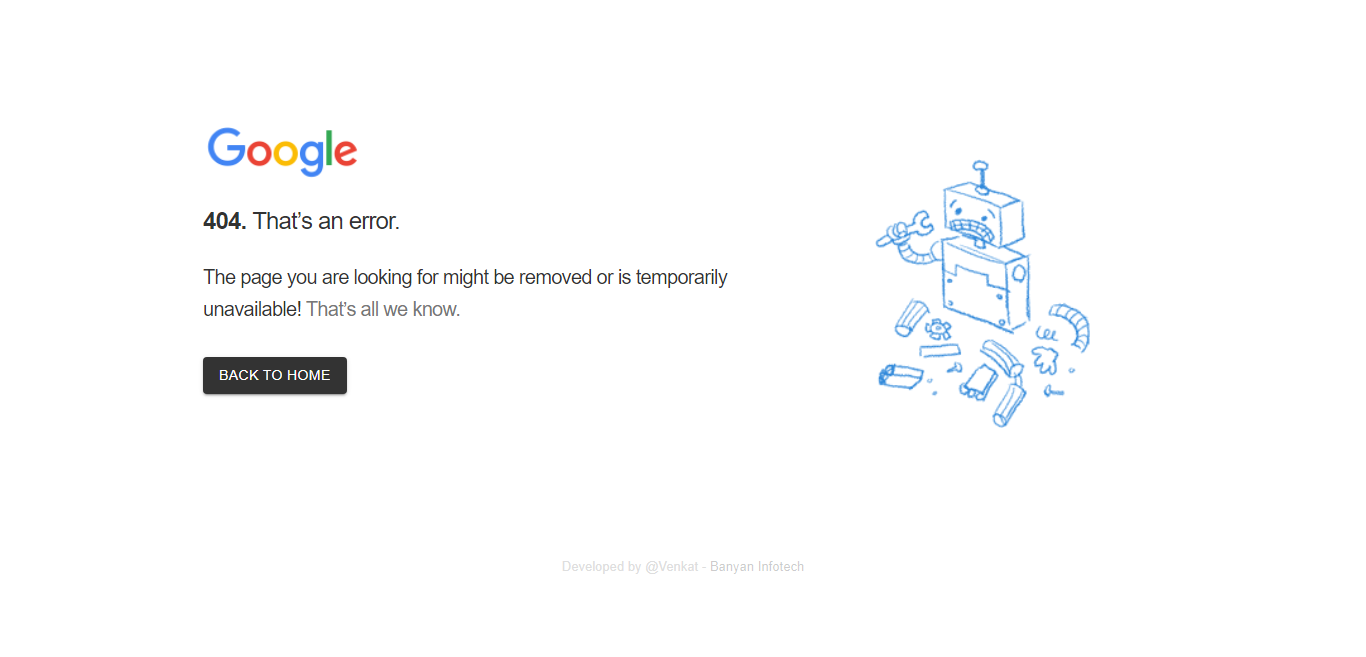 Google
404. That’s an error.
The page you are looking for might be removed or is temporarily
unavailable! That’s all we know.
BACK TO HOME
Developed by @Venkat - Banyan Infotech